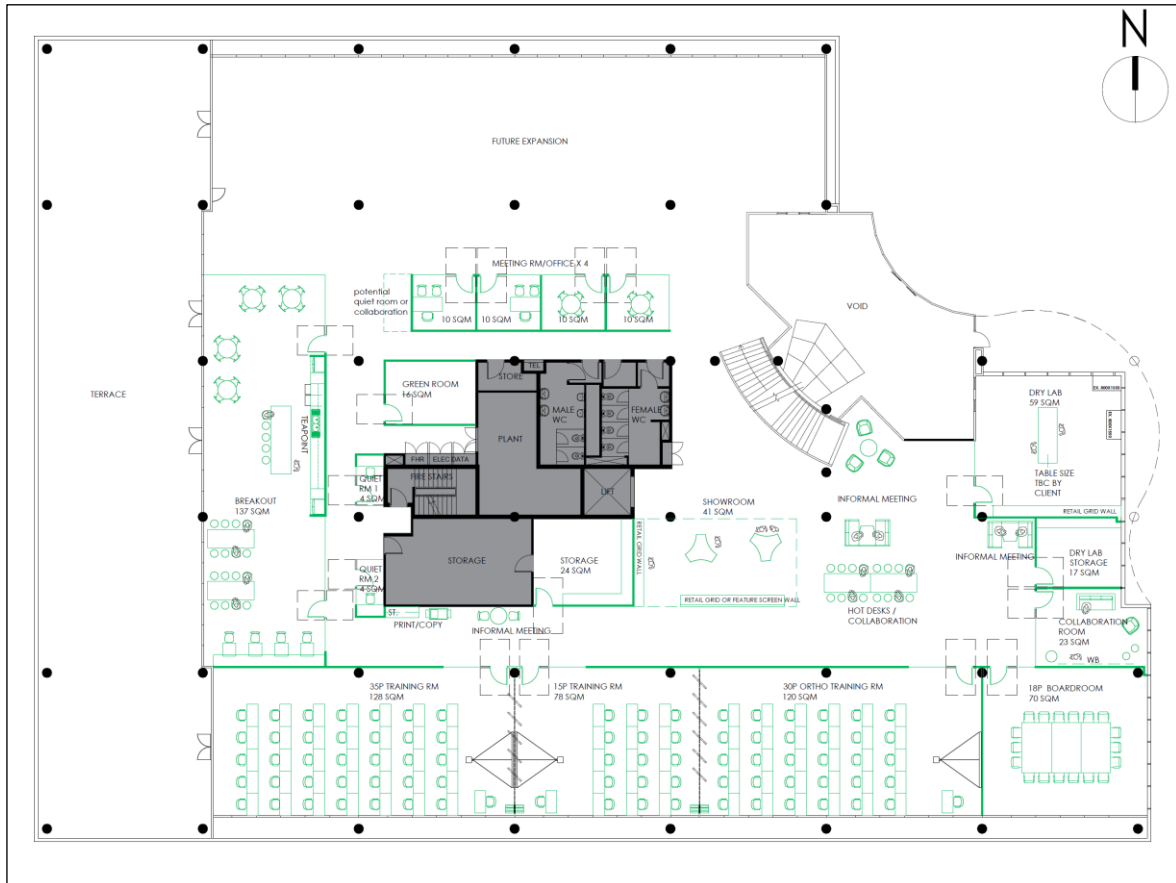 N
FUTURE EXPANSION
MEETING RM/OFFICE X 4
potential
quiet room or
collaboration
10 SQM
10 SQM
10 SQM
10 SQM
VOID
TERRACE
STORE
TEL
GREEN ROOM
16 SQM
MALE
WC
FEMALE
WC
PLANT
DRY LAB
59 SQM
TEAPOINT
FHR
ELEC
DATA
FIRE STAIRS
QUIET
RM 1
4 SQM
LIFT
TABLE SIZE
TBC BY
CLIENT
BREAKOUT
137 SQM
SHOWROOM
41 SQM
INFORMAL MEETING
RETAIL GRID WALL
RETAIL GRID WALL
STORAGE
STORAGE
24 SQM
INFORMAL MEETING
DRY LAB
STORAGE
17 SQM
QUIET
RM 2
4 SQM
RETAIL GRID OR FEATURE SCREEN WALL
ST.
PRINT/COPY
INFORMAL MEETING
HOT DESKS /
COLLABORATION
COLLABORATION
ROOM
23 SQM
WB
35P TRAINING RM
128 SQM
15P TRAINING RM
78 SQM
30P ORTHO TRAINING RM
120 SQM
18P BOARDROOM
70 SQM